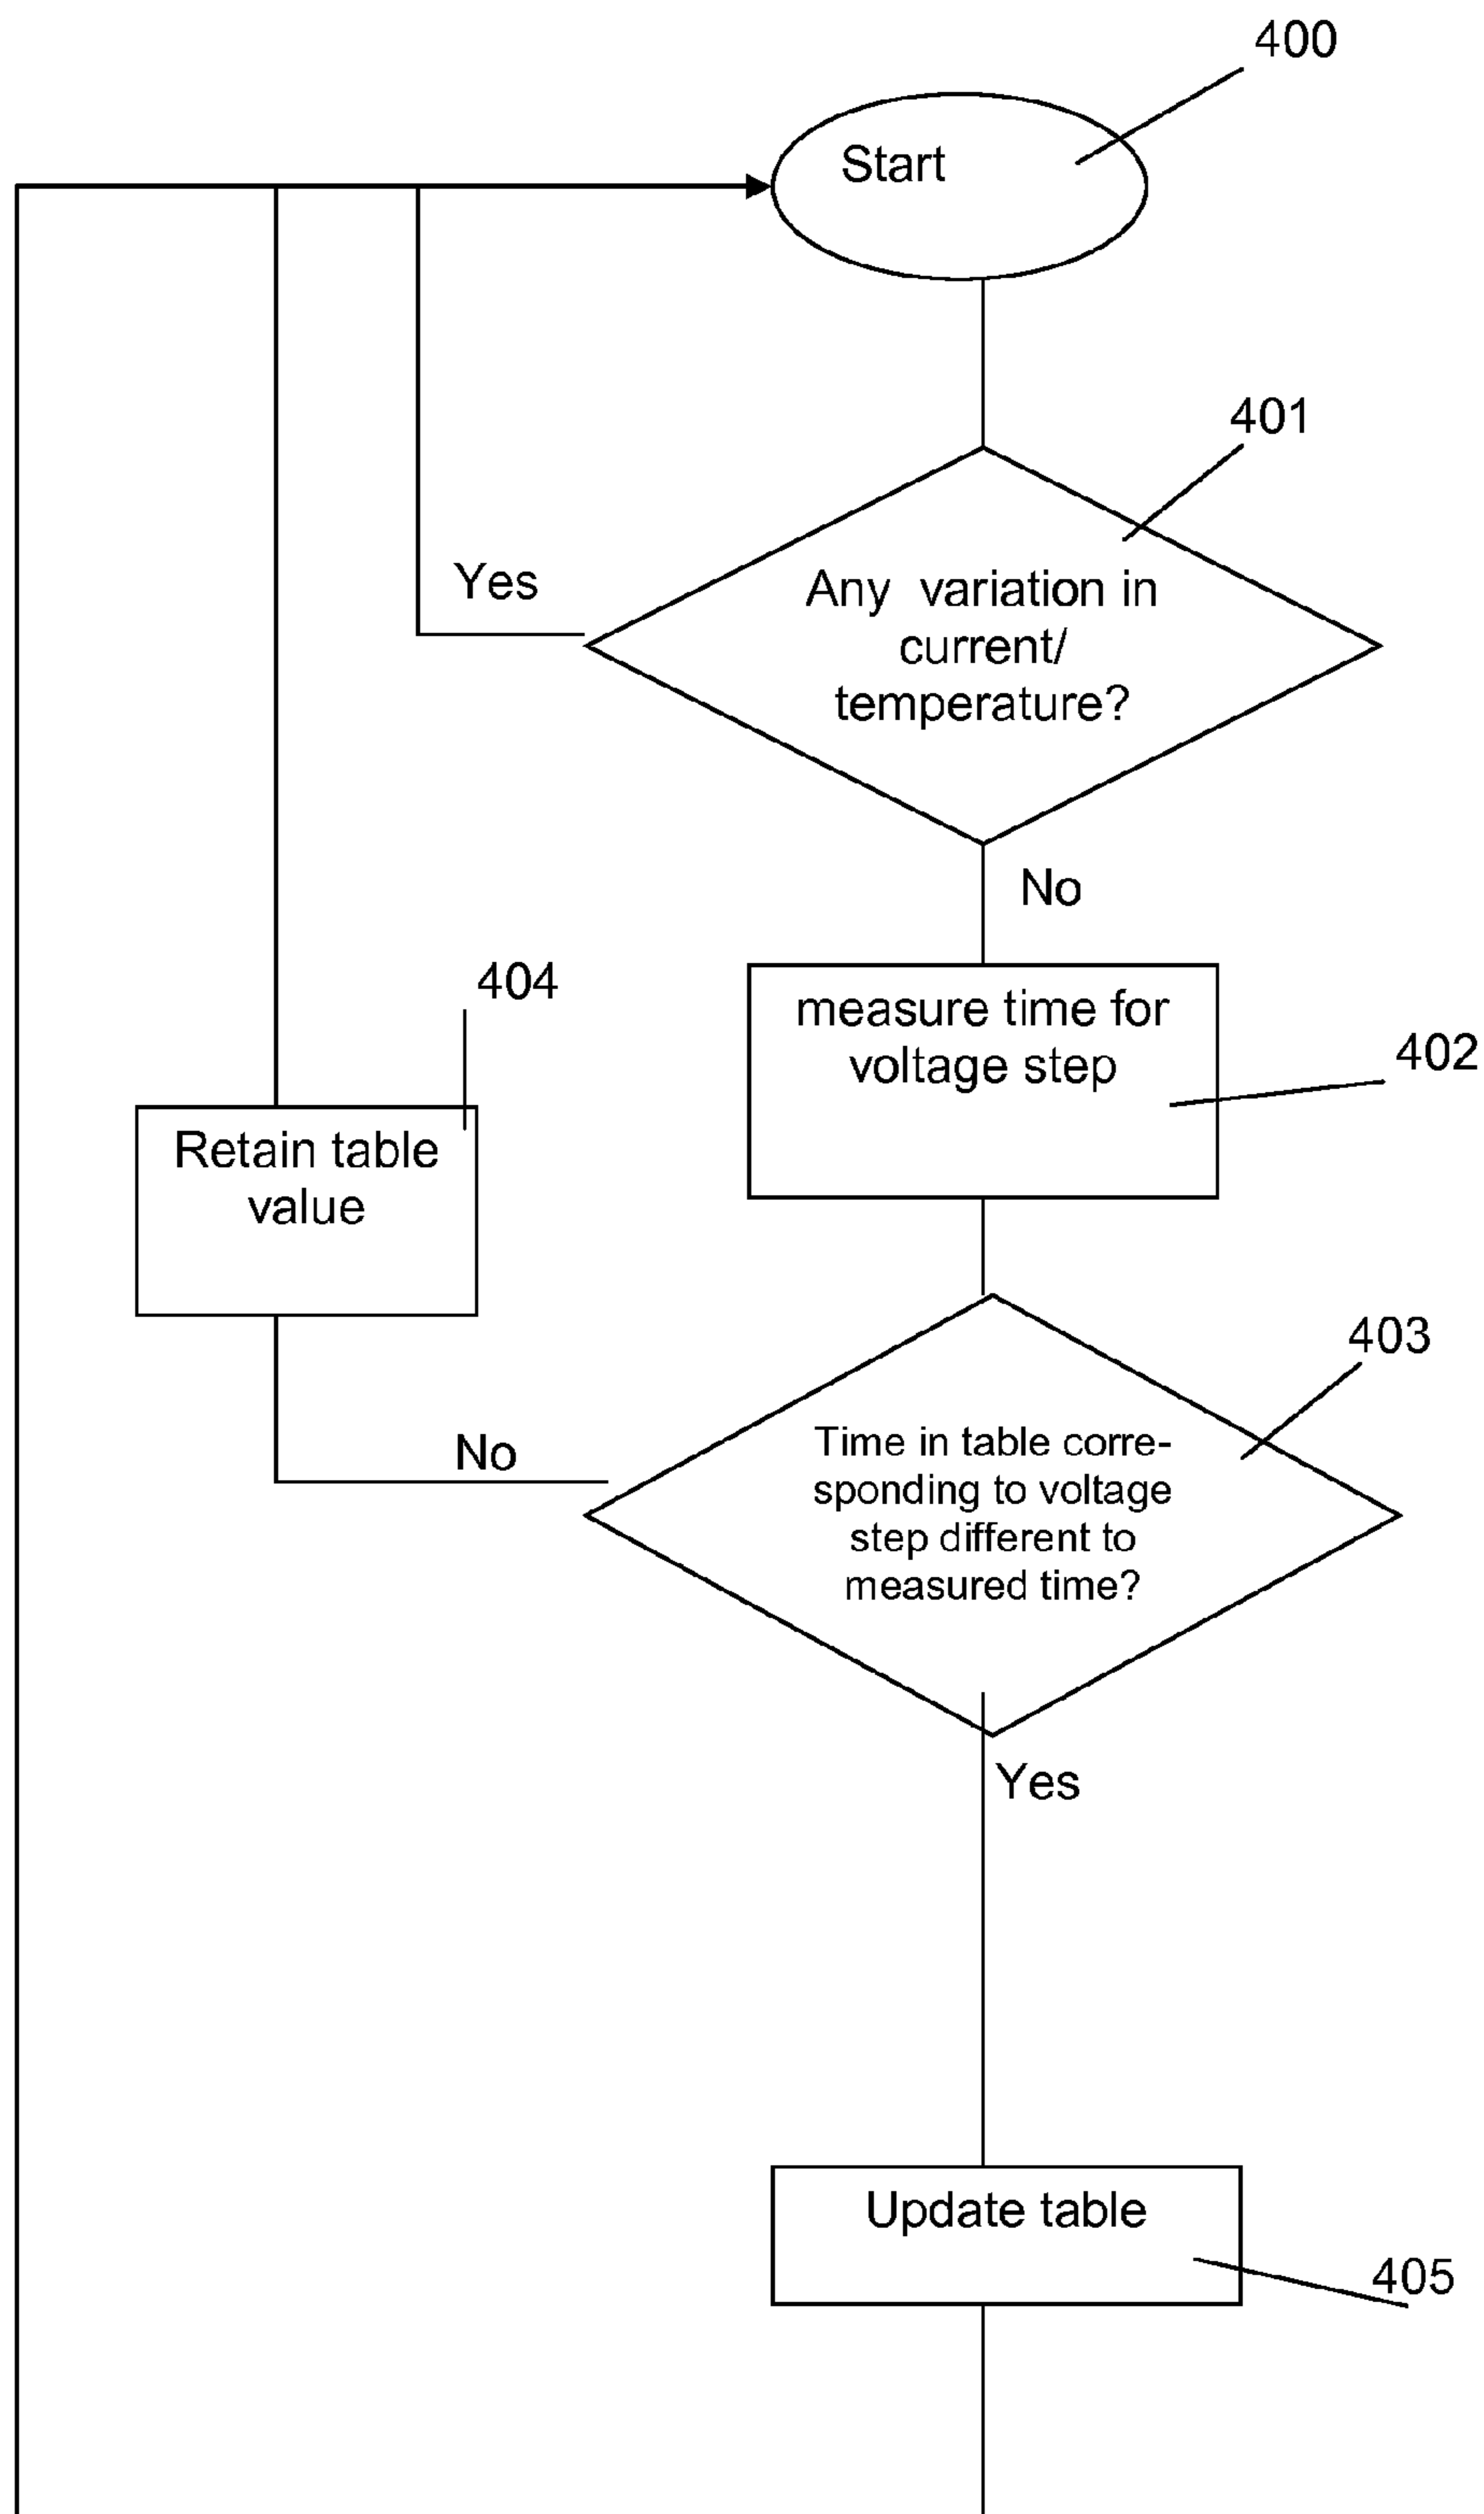 400
Start
401
Yes
Any variation in
current/
temperature?
No
404
measure time for
voltage step
402
Retain table
value
403
No
Time in table corre-
sponding to voltage
step different to
measured time?
Yes
Update table
405